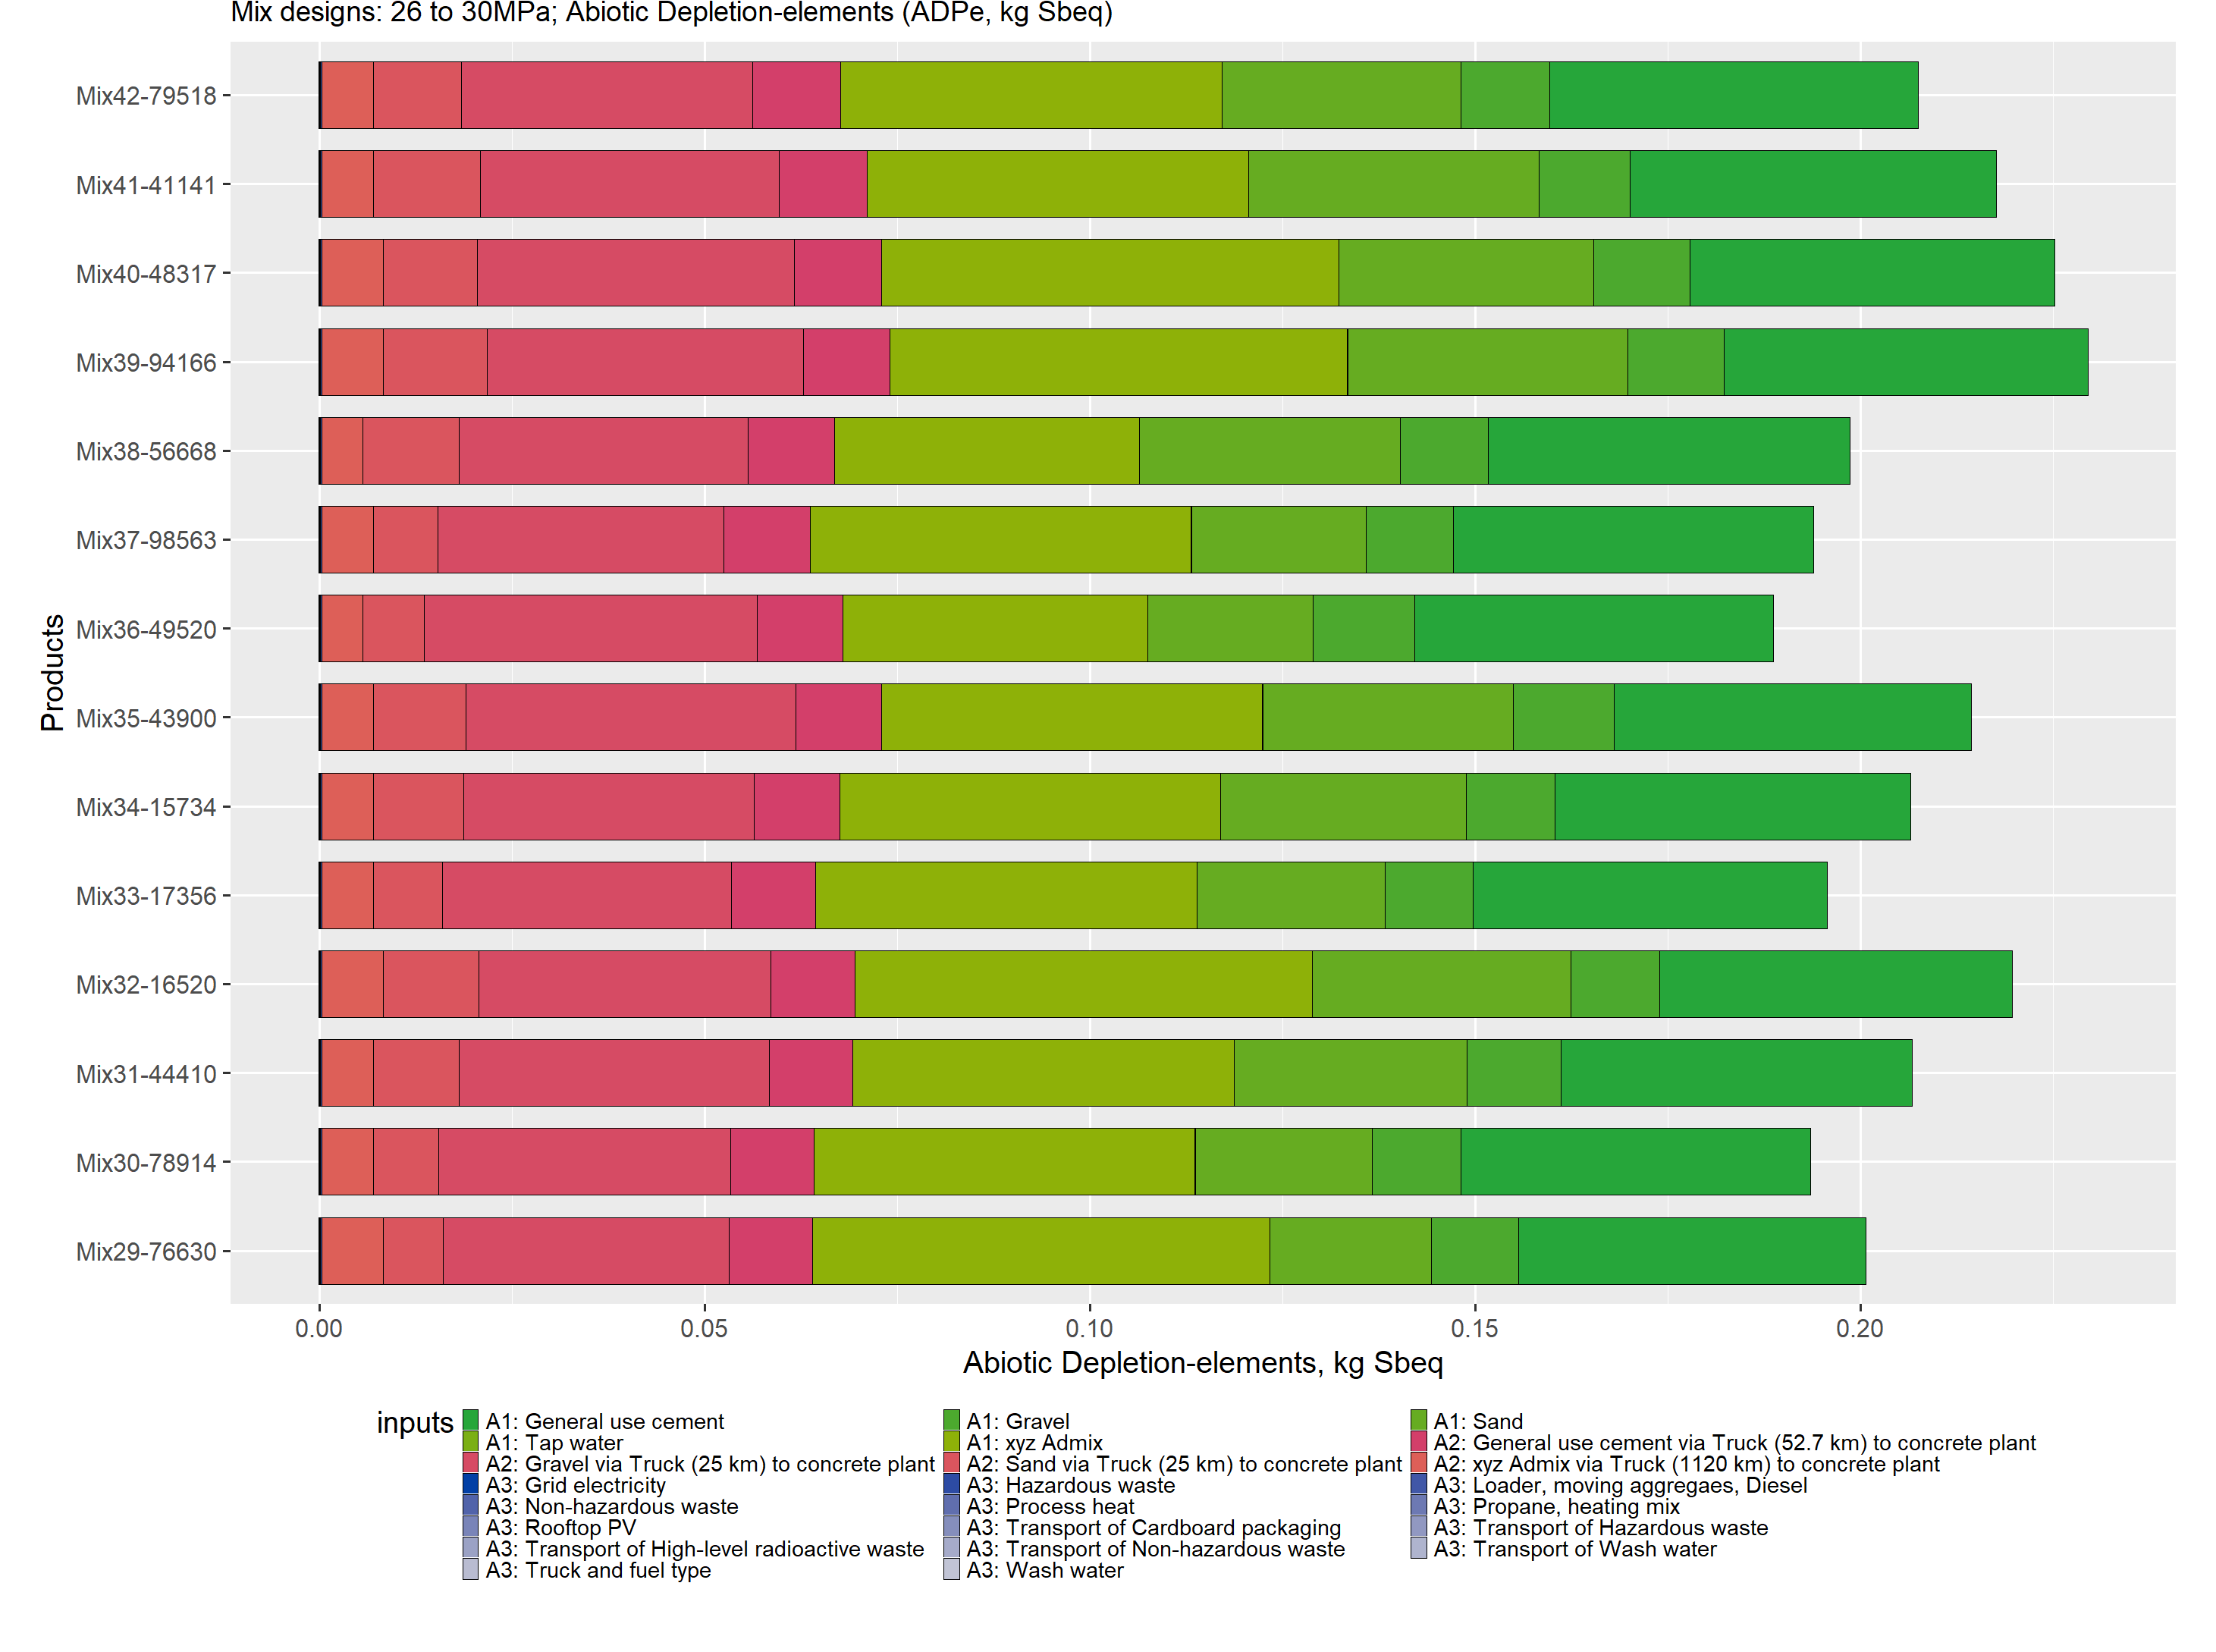 Mix designs: 26 to 30MPa; Abiotic Depletion-elements (ADPe, kg Sbeq)
Products
Mix42-79518
Mix41-41141
Mix40-48317
Mix39-94166
Mix38-56668
Mix37-98563
Mix36-49520
Mix35-43900
Mix34-15734
Mix33-17356
Mix32-16520
Mix31-44410
Mix30-78914
Mix29-76630
0.00 0.05 0.10 0.15 0.20
Abiotic Depletion-elements, kg Sbeq
inputs
A1: General use cement A1: Gravel A1: Sand
A1: Tap water A1: xyz Admix A2: General use cement via Truck (52.7 km) to concrete plant
A2: Gravel via Truck (25 km) to concrete plant A2: Sand via Truck (25 km) to concrete plant A2: xyz Admix via Truck (1120 km) to concrete plant
A3: Grid electricity A3: Hazardous waste A3: Loader, moving aggregaes, Diesel
A3: Non-hazardous waste A3: Process heat A3: Propane, heating mix
A3: Rooftop PV A3: Transport of Cardboard packaging A3: Transport of Hazardous waste
A3: Transport of High-level radioactive waste A3: Transport of Non-hazardous waste A3: Transport of Wash water
A3: Truck and fuel type A3: Wash water